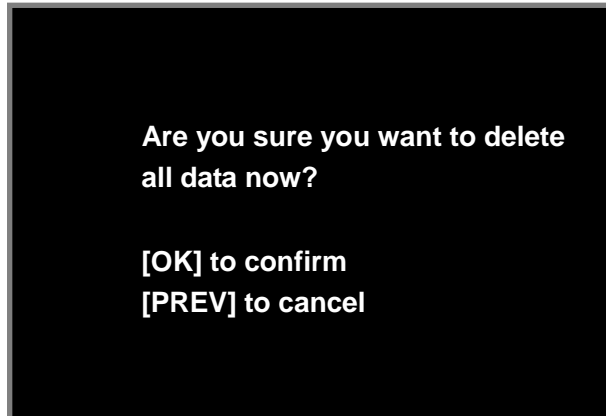 Are you sure you want to delete
all data now?
[OK] to confirm
[PREV] to cancel